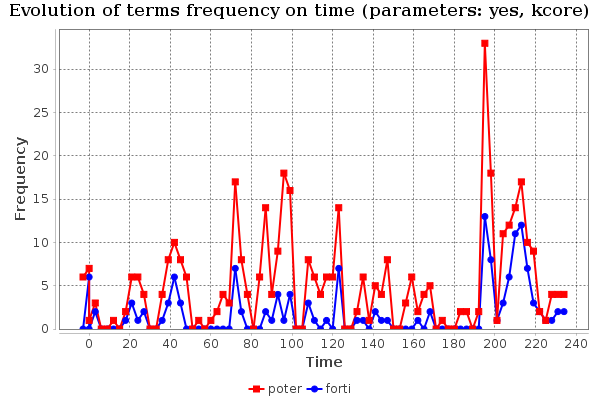 Evolution of terms frequency on time (parameters: yes, kcore)
Frequency
30
25
20
15
10
5
0
0 20 40 60 80 100 120 140 160 180 200 220 240
Time
poter forti